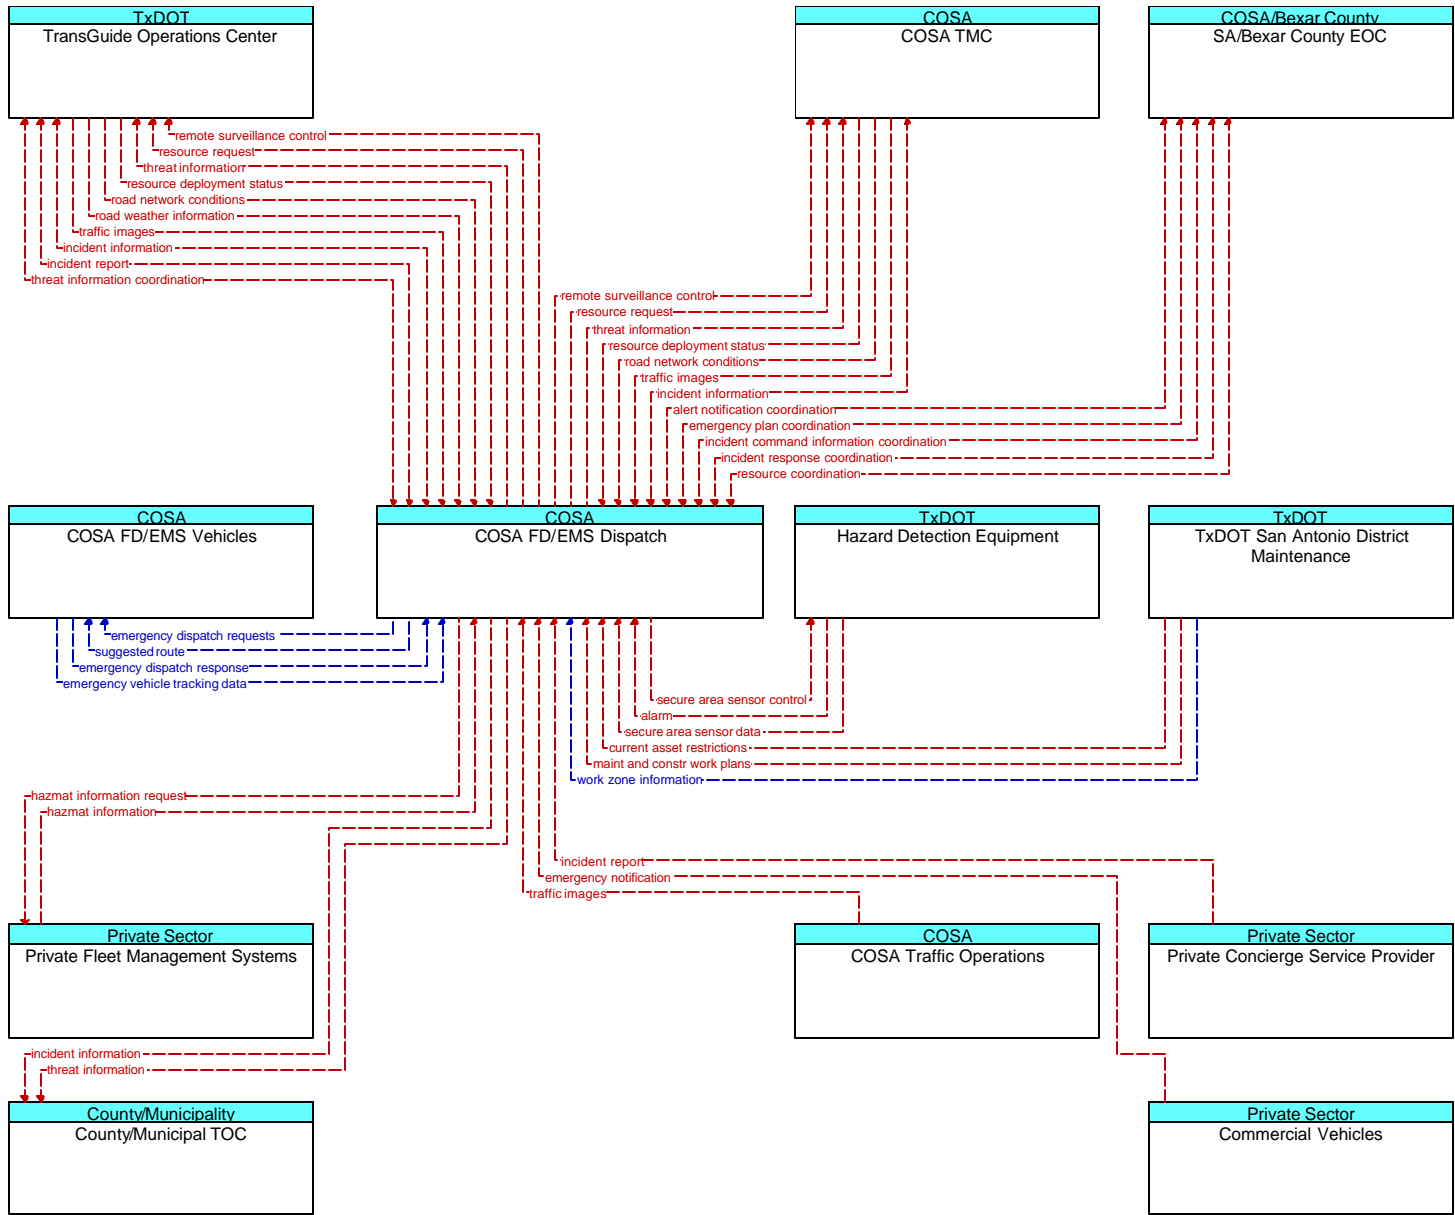 TxDOT
TransGuide Operations Center
COSA
COSA TMC
COSA/Bexar County
SA/Bexar County EOC
remote surveillance control
resource request
threat information
resource deployment status
road network conditions
road weather information
traffic images
incident information
incident report
threat information coordination
remote surveillance control
resource request
threat information
resource deployment status
road network conditions
traffic images
incident information
alert notification coordination
emergency plan coordination
incident command information coordination
incident response coordination
resource coordination
COSA
COSA FD/EMS Vehicles
COSA
COSA FD/EMS Dispatch
TxDOT
Hazard Detection Equipment
TxDOT
TxDOT San Antonio District
Maintenance
emergency dispatch requests
suggested route
emergency dispatch response
emergency vehicle tracking data
secure area sensor control
alarm
secure area sensor data
current asset restrictions
maint and constr work plans
work zone information
hazmat information request
hazmat information
incident report
emergency notification
traffic images
Private Sector
Private Fleet Management Systems
COSA
COSA Traffic Operations
Private Sector
Private Concierge Service Provider
incident information
threat information
County/Municipality
County/Municipal TOC
Private Sector
Commercial Vehicles